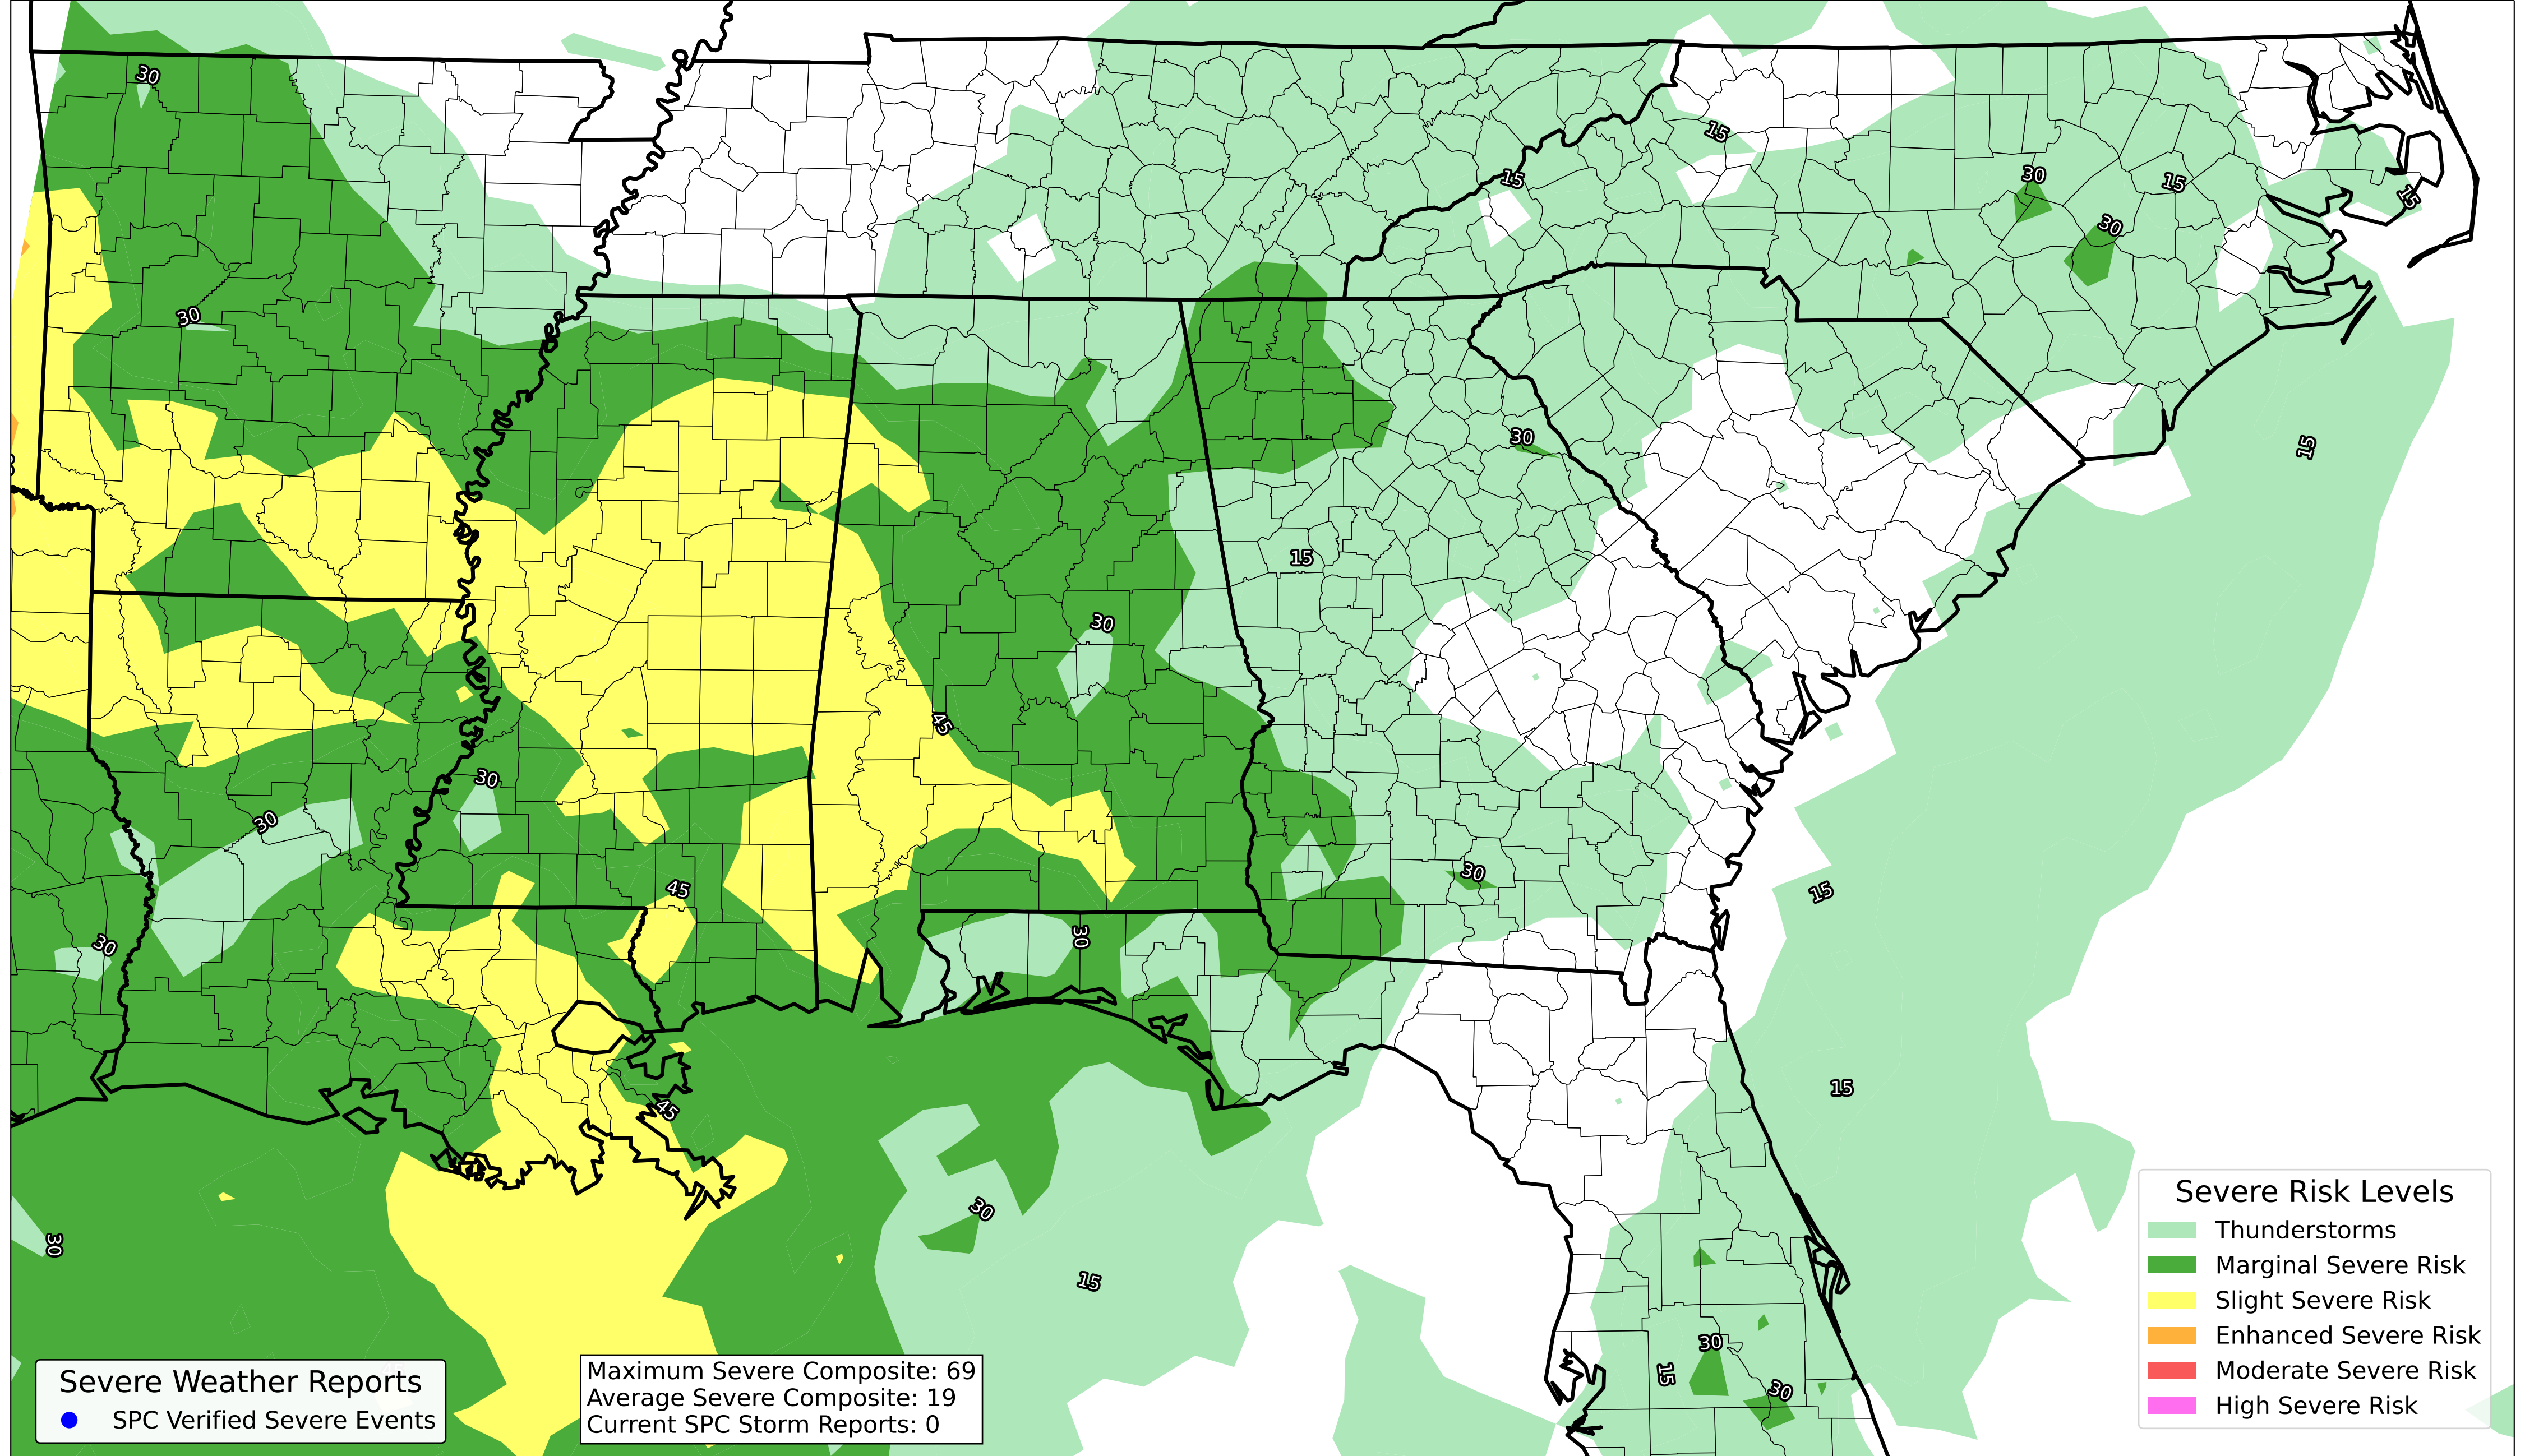 30
15
15
30
15
15
30
30
30
15
15
30
45
30
30
45
15
30
30
30
45
15
30
30
15
30
15
30
Severe Risk Levels
Thunderstorms
Marginal Severe Risk
Slight Severe Risk
Enhanced Severe Risk
Moderate Severe Risk
High Severe Risk
Severe Weather Reports
SPC Verified Severe Events
Maximum Severe Composite: 69
Average Severe Composite: 19
Current SPC Storm Reports: 0